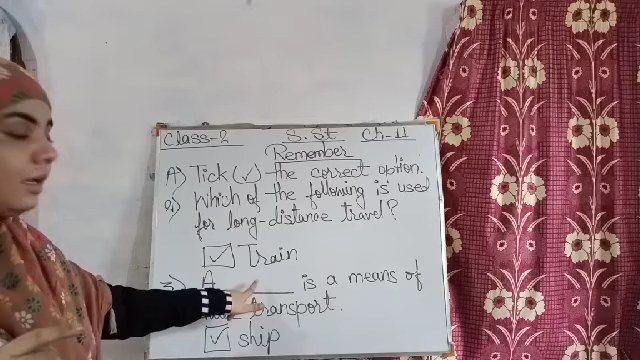 Class-2 S.St Ch-11
Remember
A) Tick (✓) the correct option.
Which of the following is used
for long-distance travel?
☑ Train
3) A ______ is a means of
transport.
☑ ship